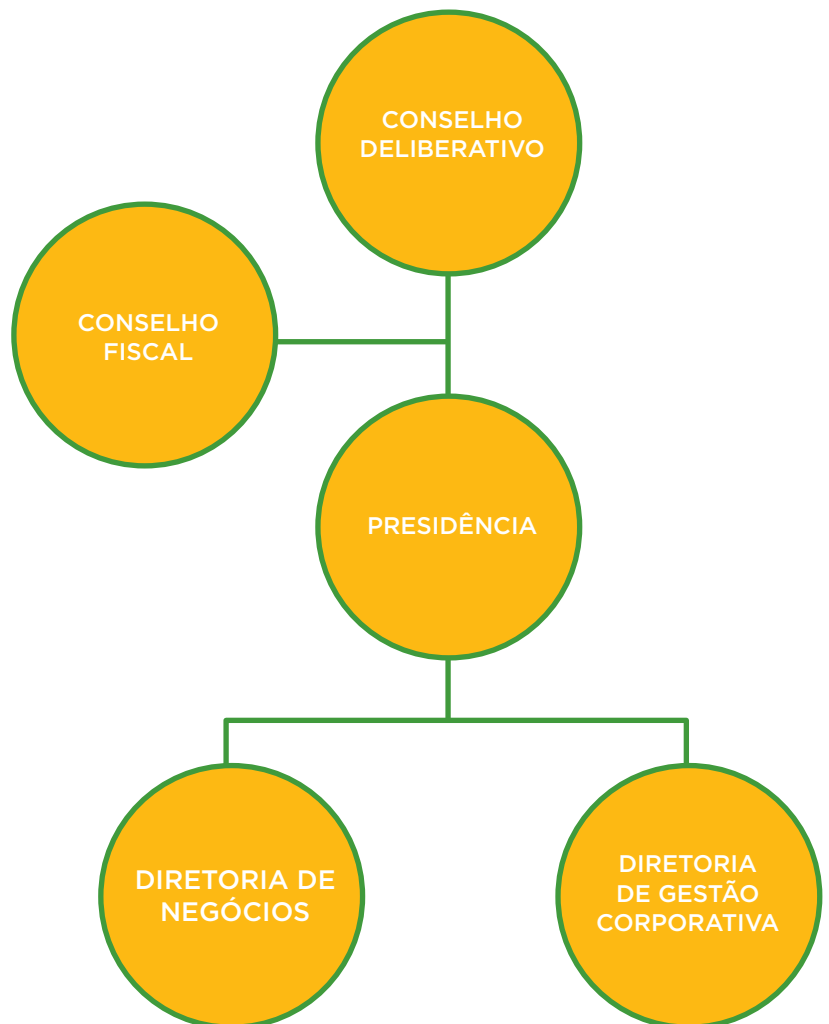 CONSELHO
DELIBERATIVO
CONSELHO
FISCAL
PRESIDÊNCIA
DIRETORIA DE
NEGÓCIOS
DIRETORIA
DE GESTÃO
CORPORATIVA